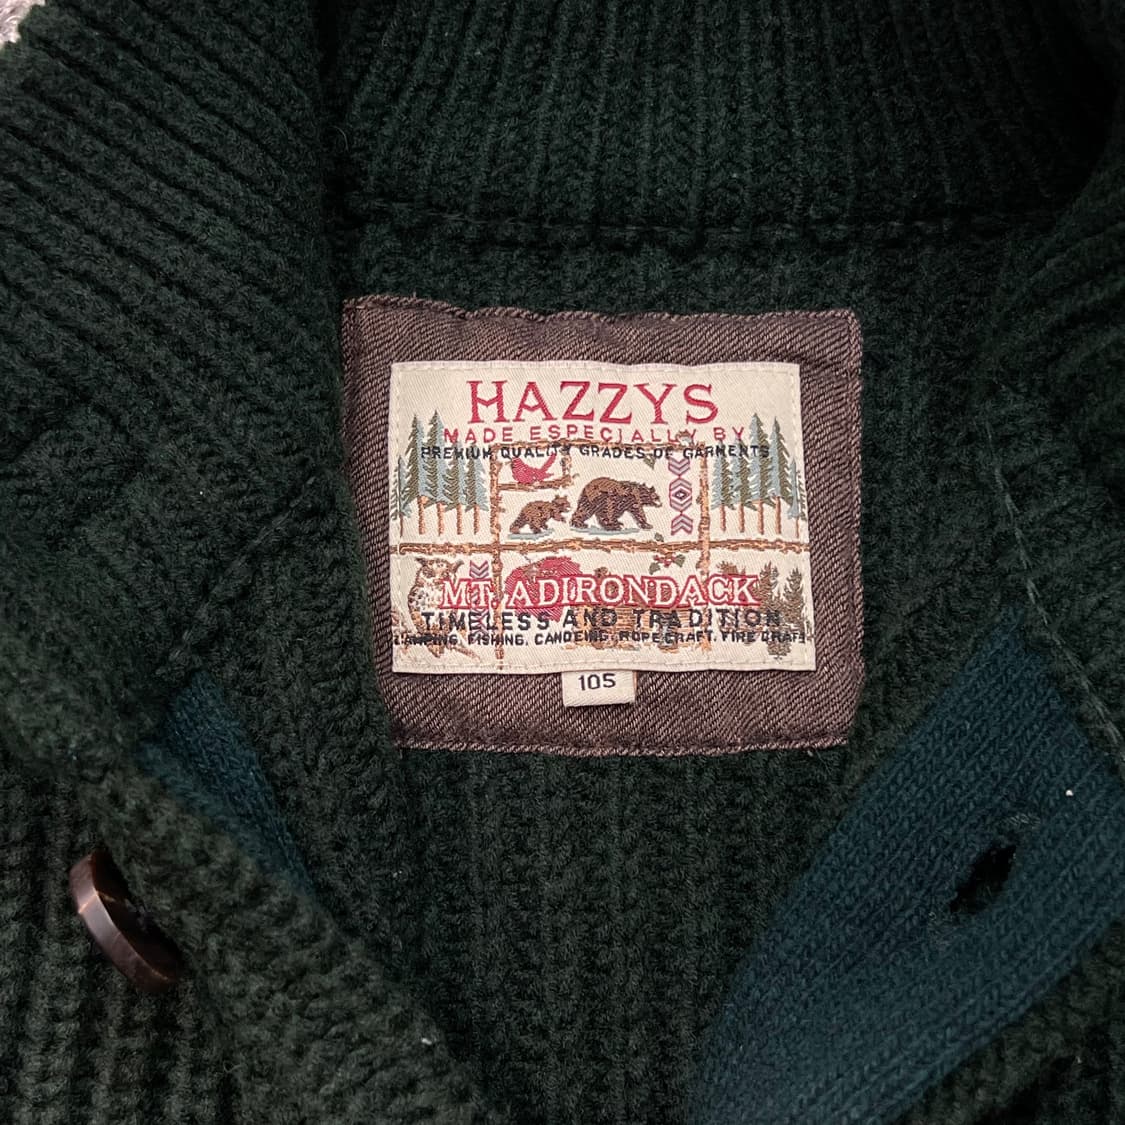 HAZZYS
MADE ESPECIALLY BY
PREMIUM QUALITY GRADES OF GARMENTS
MT. ADIRONDACK
TIMELESS AND TRADITION
CAMPING, FISHING, CANOEING, ROPE CRAFT, FIRE CRAFT
105